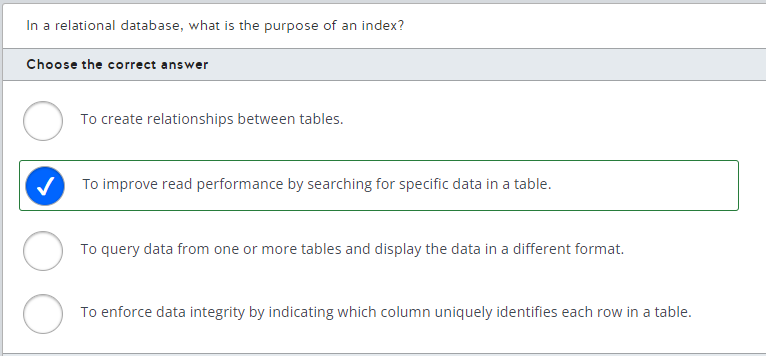 In a relational database, what is the purpose of an index?
Choose the correct answer
To create relationships between tables.
To improve read performance by searching for specific data in a table.
To query data from one or more tables and display the data in a different format.
To enforce data integrity by indicating which column uniquely identifies each row in a table.